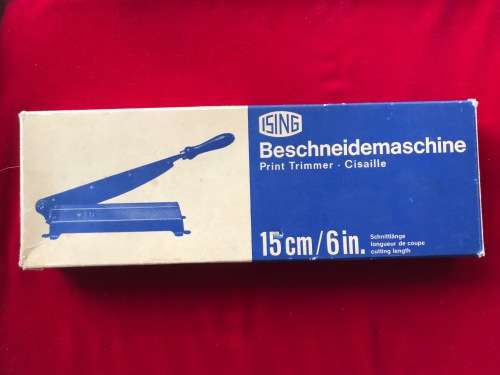 ISING
Beschneidemaschine
Print Trimmer · Cisaille
15 cm/6 in.
Schnittlänge
longueur de coupe
cutting length